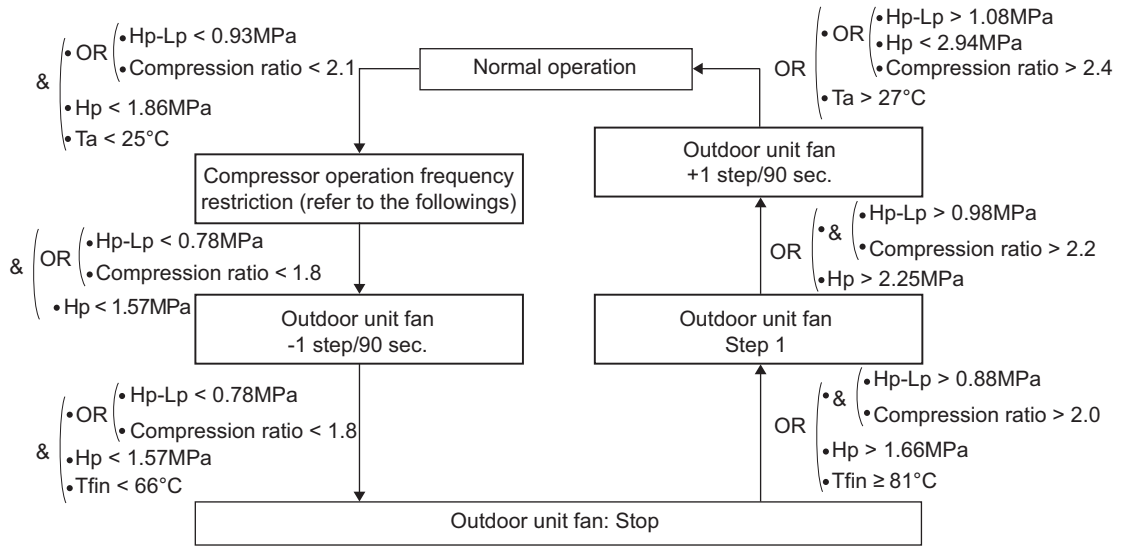 • OR
• Hp-Lp < 0.93MPa
• Compression ratio < 2.1
&
• Hp < 1.86MPa
• Ta < 25°C
Normal operation
OR
• OR
• Hp-Lp > 1.08MPa
• Hp < 2.94MPa
• Compression ratio > 2.4
• Ta > 27°C
Compressor operation frequency
restriction (refer to the followings)
Outdoor unit fan
+1 step/90 sec.
&
OR
• Hp-Lp < 0.78MPa
• Compression ratio < 1.8
• Hp < 1.57MPa
OR
• &
• Hp-Lp > 0.98MPa
• Compression ratio > 2.2
• Hp > 2.25MPa
Outdoor unit fan
-1 step/90 sec.
Outdoor unit fan
Step 1
&
• OR
• Hp-Lp < 0.78MPa
• Compression ratio < 1.8
• Hp < 1.57MPa
• Tfin < 66°C
OR
• &
• Hp-Lp > 0.88MPa
• Compression ratio > 2.0
• Hp > 1.66MPa
• Tfin ≥ 81°C
Outdoor unit fan: Stop